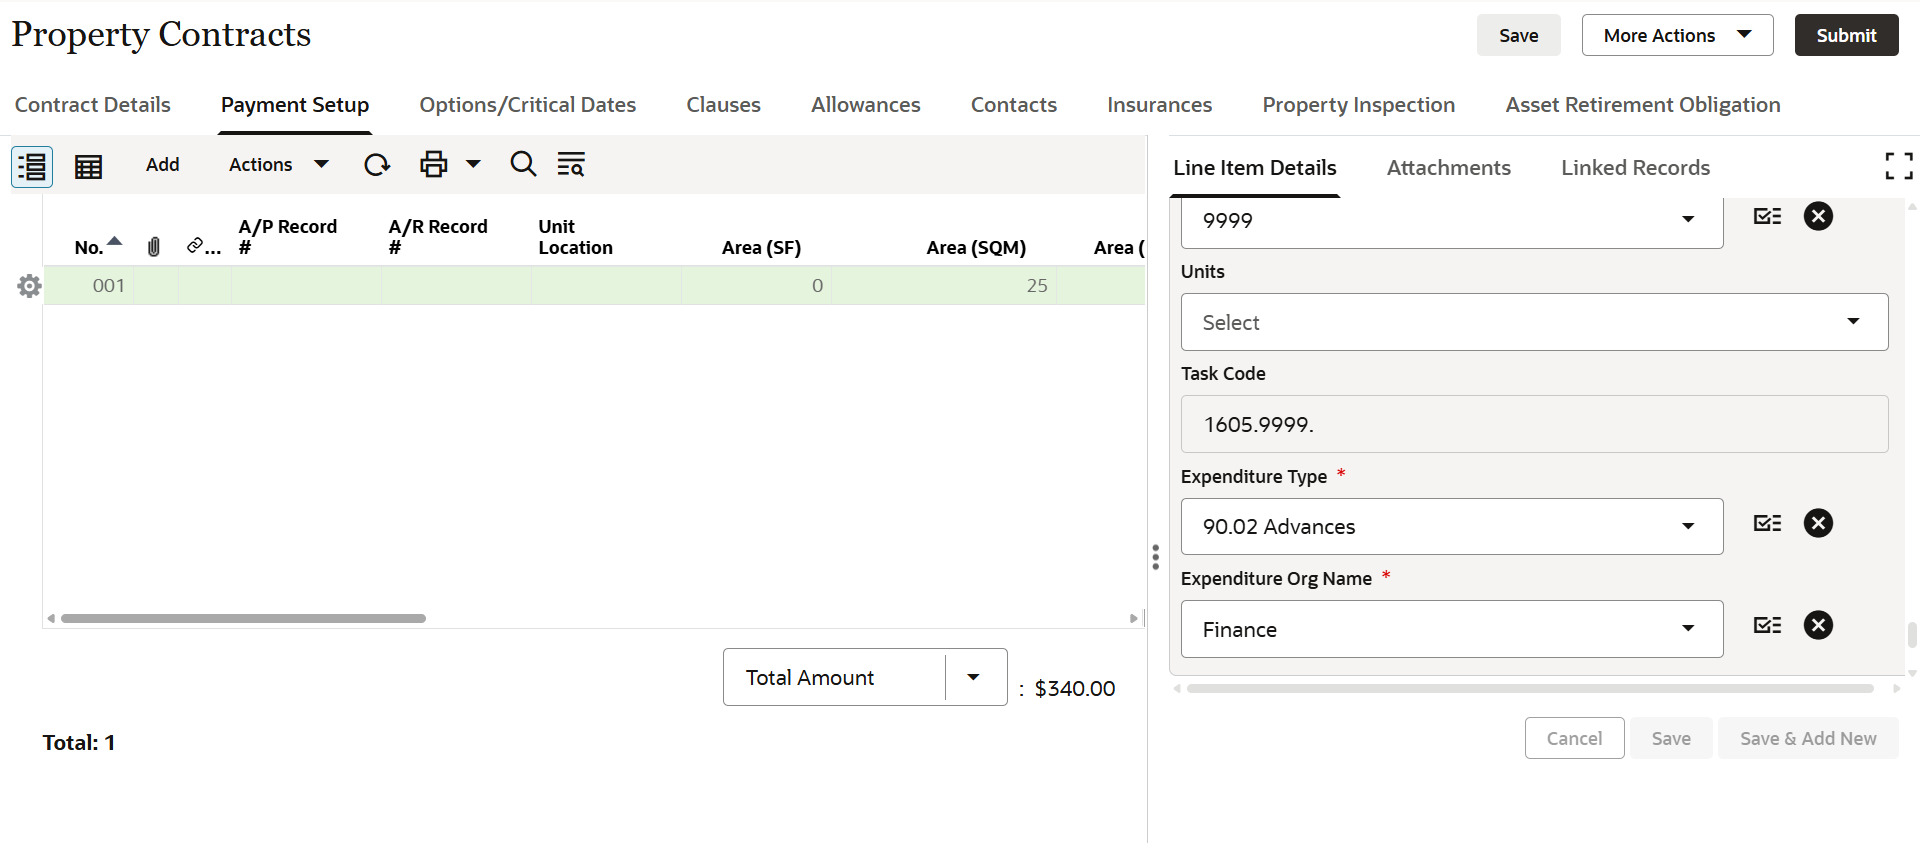 Property Contracts
Save
More Actions
Submit
Contract Details
Payment Setup
Options/Critical Dates
Clauses
Allowances
Contacts
Insurances
Property Inspection
Asset Retirement Obligation
Add
Actions
No.
...
A/P Record
#
A/R Record
#
Unit
Location
Area (SF)
Area (SQM)
Area (
001
0
25
Total Amount
: $340.00
Total: 1
Line Item Details
Attachments
Linked Records
9999
Units
Select
Task Code
1605.9999.
Expenditure Type *
90.02 Advances
Expenditure Org Name *
Finance
Cancel
Save
Save & Add New